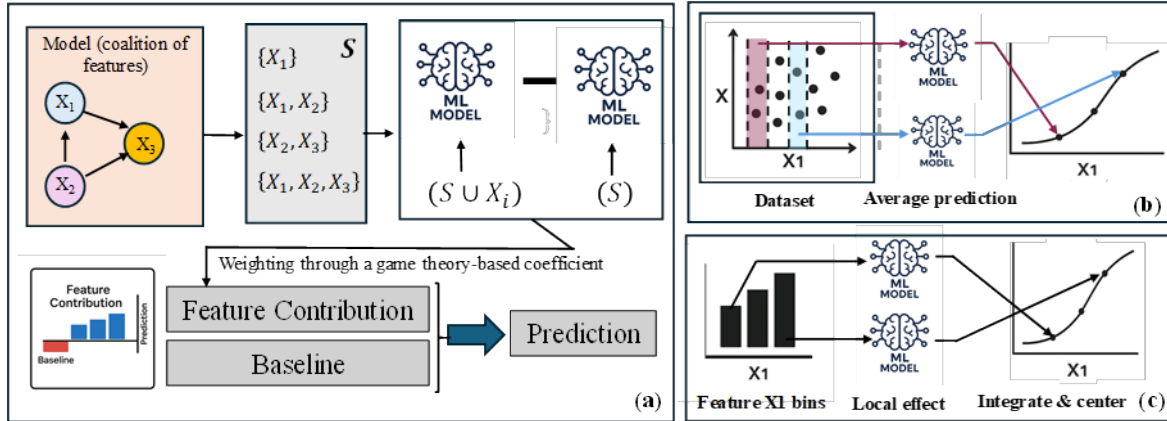 Model (coalition of
features)
X₁
X₂
X₃
S
{X₁}
{X₁, X₂}
{X₂, X₃}
{X₁, X₂, X₃}
ML
MODEL
ML
MODEL
(S ∪ Xᵢ)
(S)
Weighting through a game theory-based coefficient
Feature
Contribution
Baseline
Prediction
Feature Contribution
Baseline
Prediction
(a)
X
X1
Dataset
ML
MODEL
ML
MODEL
Average prediction
X1
(b)
X1
Feature X1 bins
ML
MODEL
ML
MODEL
Local effect
X1
Integrate & center
(c)